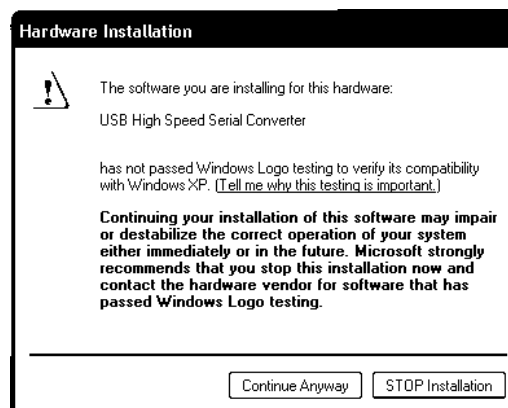 Hardware Installation
The software you are installing for this hardware:
USB High Speed Serial Converter
has not passed Windows Logo testing to verify its compatibility
with Windows XP. (Tell me why this testing is important.)
Continuing your installation of this software may impair
or destabilize the correct operation of your system
either immediately or in the future. Microsoft strongly
recommends that you stop this installation now and
contact the hardware vendor for software that has
passed Windows Logo testing.
Continue Anyway
STOP Installation